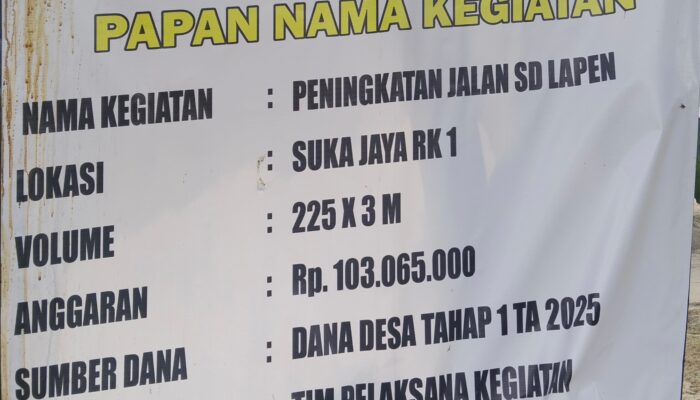 PAPAN NAMA KEGIATAN
NAMA KEGIATAN : PENINGKATAN JALAN SD LAPEN
LOKASI : SUKA JAYA RK 1
VOLUME : 225 X 3 M
ANGGARAN : Rp. 103.065.000
SUMBER DANA : DANA DESA TAHAP 1 TA 2025
TIM PELAKSANA KEGIATAN